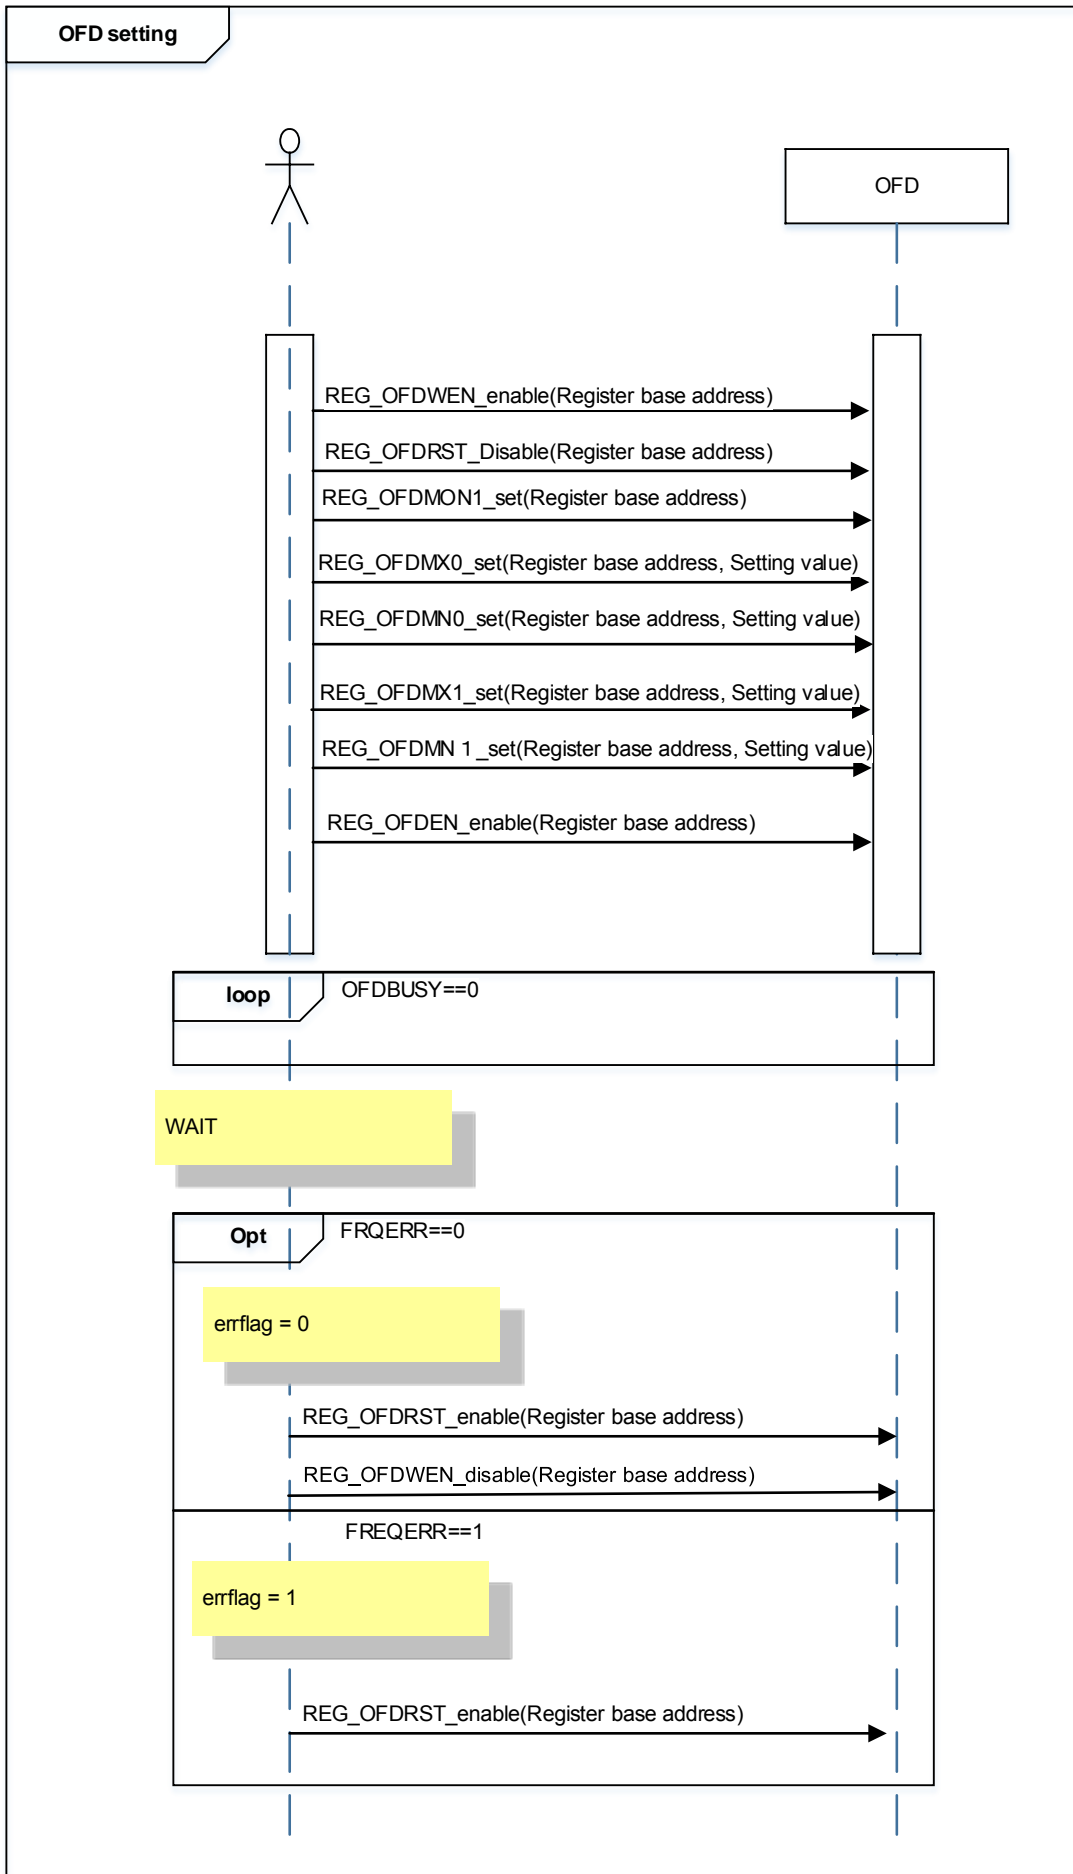 OFD setting
OFD
REG_OFDWEN_enable(Register base address)
REG_OFDRST_Disable(Register base address)
REG_OFDMON1_set(Register base address)
REG_OFDMX0_set(Register base address, Setting value)
REG_OFDMN0_set(Register base address, Setting value)
REG_OFDMX1_set(Register base address, Setting value)
REG_OFDMN 1 _set(Register base address, Setting value)
REG_OFDEN_enable(Register base address)
loop OFDBUSY==0
WAIT
Opt FRQERR==0
errflag = 0
REG_OFDRST_enable(Register base address)
REG_OFDWEN_disable(Register base address)
FREQERR==1
errflag = 1
REG_OFDRST_enable(Register base address)